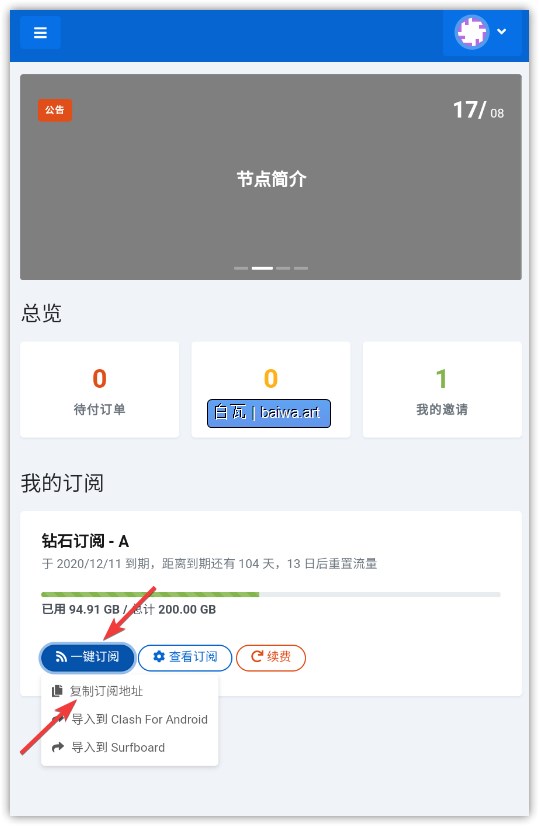 公告
17/ 08
节点简介
总览
0
待付订单
0
白瓦 | baiwa.art
1
我的邀请
我的订阅
钻石订阅 - A
于 2020/12/11 到期，距离到期还有 104 天，13 日后重置流量
已用 94.91 GB / 总计 200.00 GB
一键订阅
查看订阅
续费
复制订阅地址
导入到 Clash For Android
导入到 Surfboard